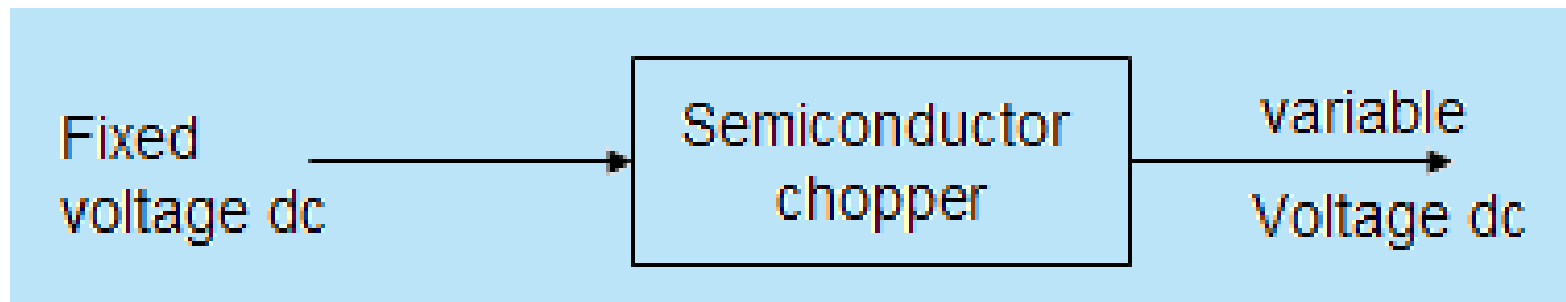 Fixed
voltage dc
Semiconductor
chopper
variable
Voltage dc